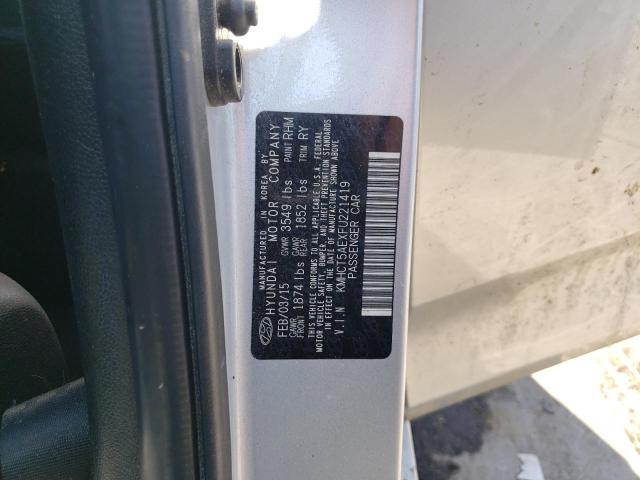 MANUFACTURED IN KOREA BY
HYUNDAI MOTOR COMPANY
FEB/03/15 GVWR 3549 lbs PAINT RHM
GAWR FRONT 1874 lbs GAWR REAR 1852 lbs TRIM RY
THIS VEHICLE CONFORMS TO ALL APPLICABLE U.S.A. FEDERAL
MOTOR VEHICLE SAFETY, BUMPER, AND THEFT PREVENTION STANDARDS
IN EFFECT ON THE DATE OF MANUFACTURE SHOWN ABOVE
V.I.N KMHCT5AEXFU221419
PASSENGER CAR